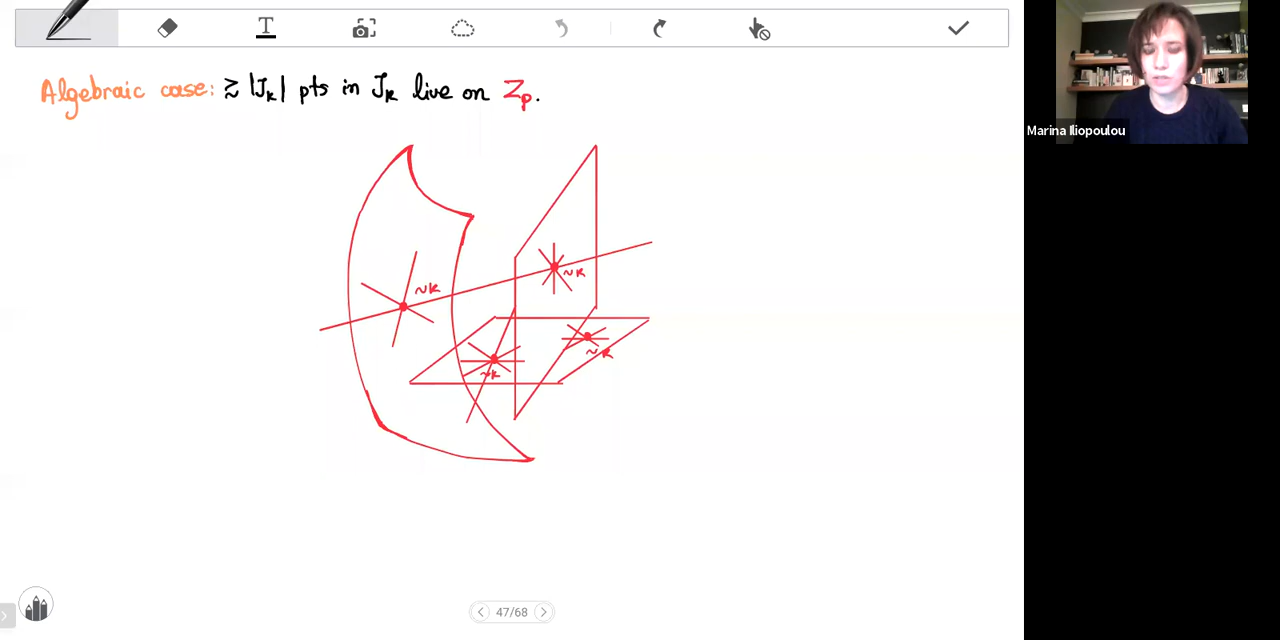 T
Marina Iliopoulou
Algebraic case: ≳ |J_k| pts in J_k live on Z_p.
~k
~k
~k
~k
47/68